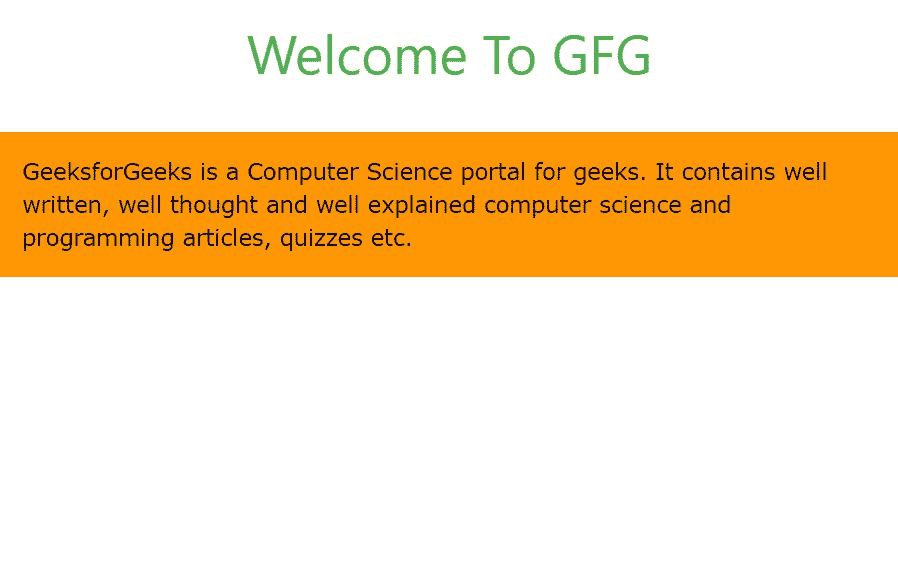 Welcome To GFG
GeeksforGeeks is a Computer Science portal for geeks. It contains well
written, well thought and well explained computer science and
programming articles, quizzes etc.